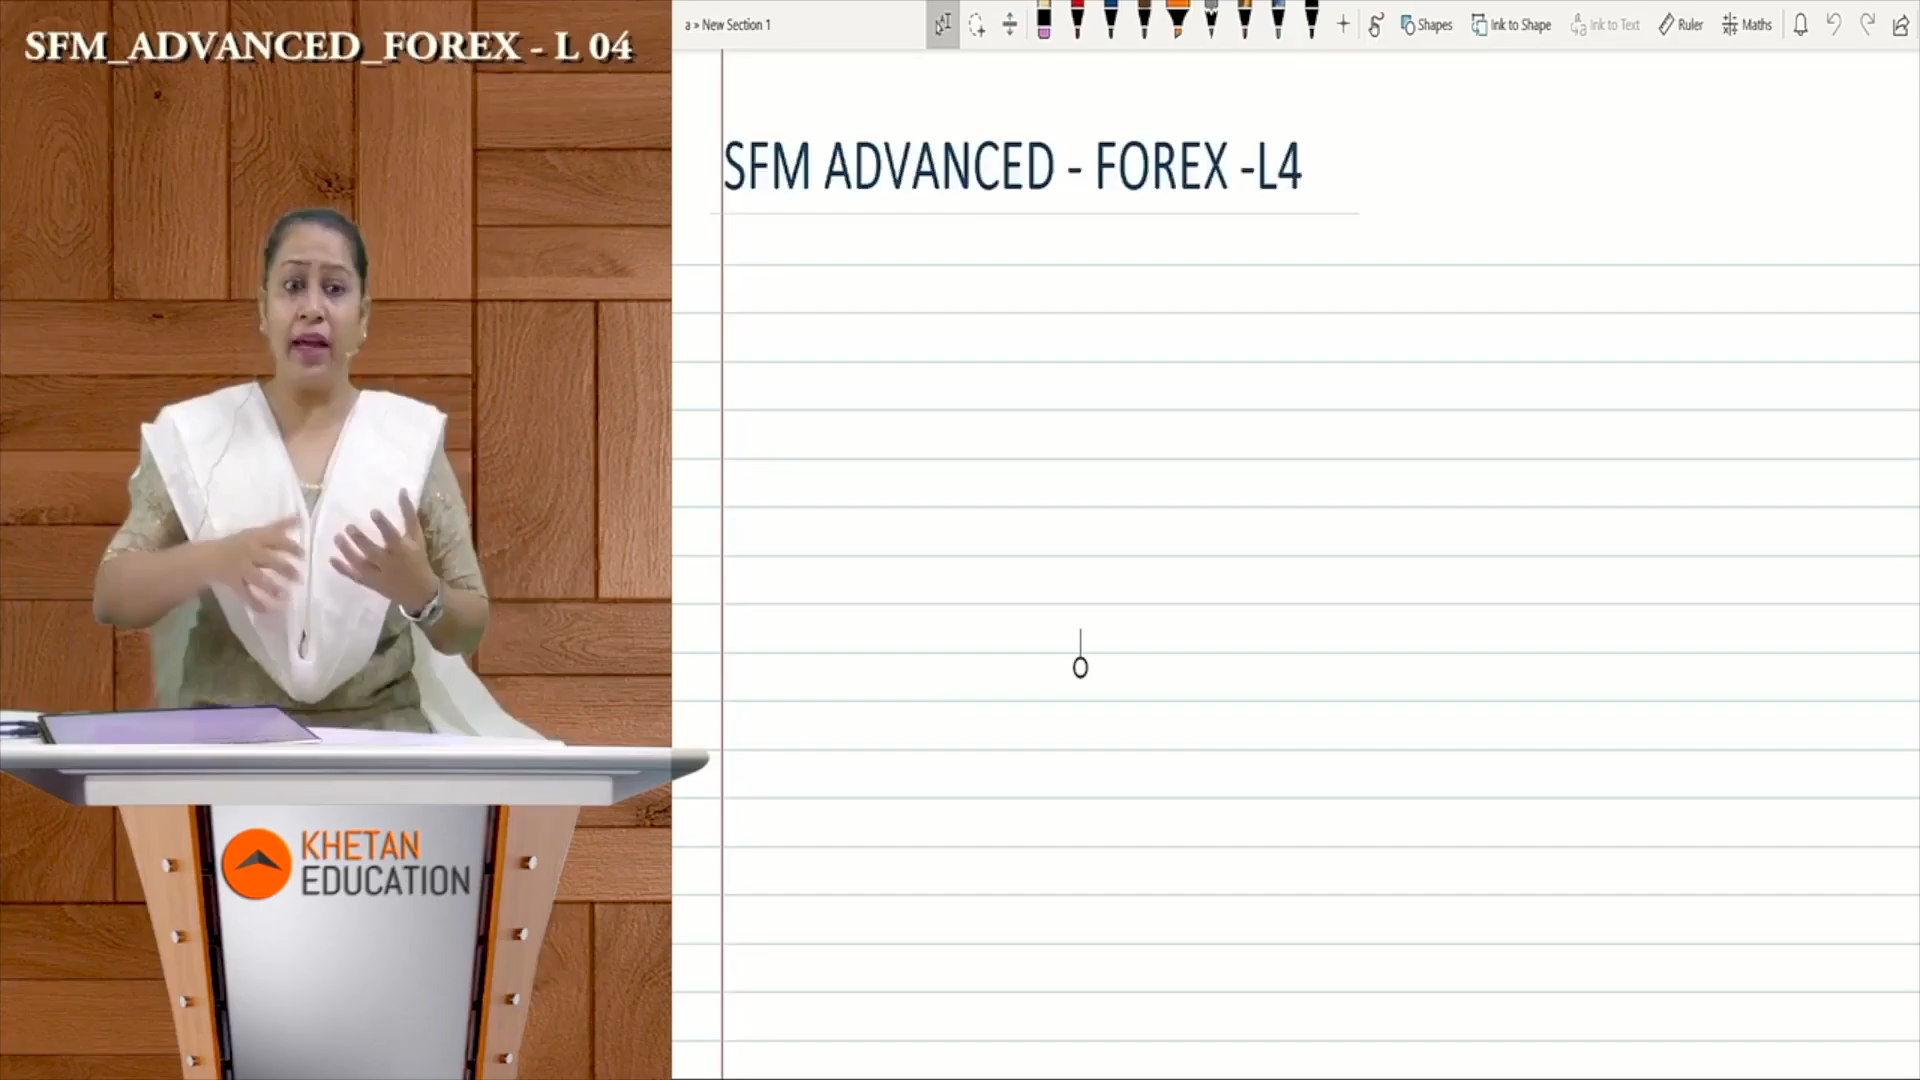 SFM_ADVANCED_FOREX - L 04
a » New Section 1
Shapes
Ink to Shape
Ink to Text
Ruler
Maths
SFM ADVANCED - FOREX -L4
KHETAN
EDUCATION